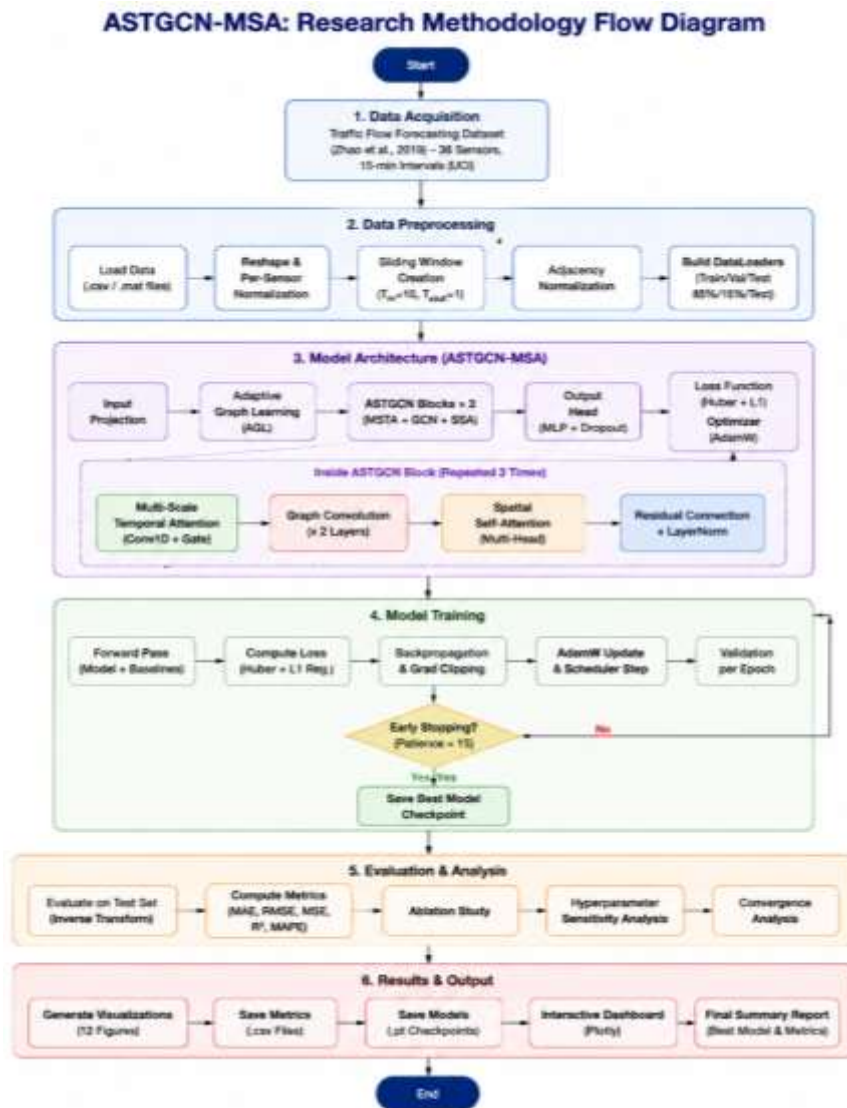 ASTGCN-MSA: Research Methodology Flow Diagram
Start
1. Data Acquisition
Traffic Flow Forecasting Dataset
(Zhao et al., 2019) – 36 Sensors,
15-min Intervals (UCI)
2. Data Preprocessing
Load Data
(.csv / .mat files)
Reshape &
Per-Sensor
Normalization
Sliding Window
Creation
(T =10, T =1)
Adjacency
Normalization
Build DataLoaders
(Train/Val/Test
85%/15%/Test)
3. Model Architecture (ASTGCN-MSA)
Input
Projection
Adaptive
Graph Learning
(AGL)
ASTGCN Blocks × 3
(MSTA + GCN + SSA)
Output
Head
(MLP + Dropout)
Loss Function
(Huber + L1)
Optimizer
(AdamW)
Inside ASTGCN Block (Repeated 3 Times)
Multi-Scale
Temporal Attention
(Conv1D + Gate)
Graph Convolution
(x 2 Layers)
Spatial
Self-Attention
(Multi-Head)
Residual Connection
+ LayerNorm
4. Model Training
Forward Pass
(Model + Baselines)
Compute Loss
(Huber + L1 Reg.)
Backpropagation
& Grad Clipping
AdamW Update
& Scheduler Step
Validation
per Epoch
Early Stopping?
(Patience = 15)
No
Yes Yes
Save Best Model
Checkpoint
5. Evaluation & Analysis
Evaluate on Test Set
(Inverse Transform)
Compute Metrics
(MAE, RMSE, MSE,
R², MAPE)
Ablation Study
Hyperparameter
Sensitivity Analysis
Convergence
Analysis
6. Results & Output
Generate Visualizations
(12 Figures)
Save Metrics
(.csv Files)
Save Models
(.pt Checkpoints)
Interactive Dashboard
(Plotly)
Final Summary Report
(Best Model & Metrics)
End